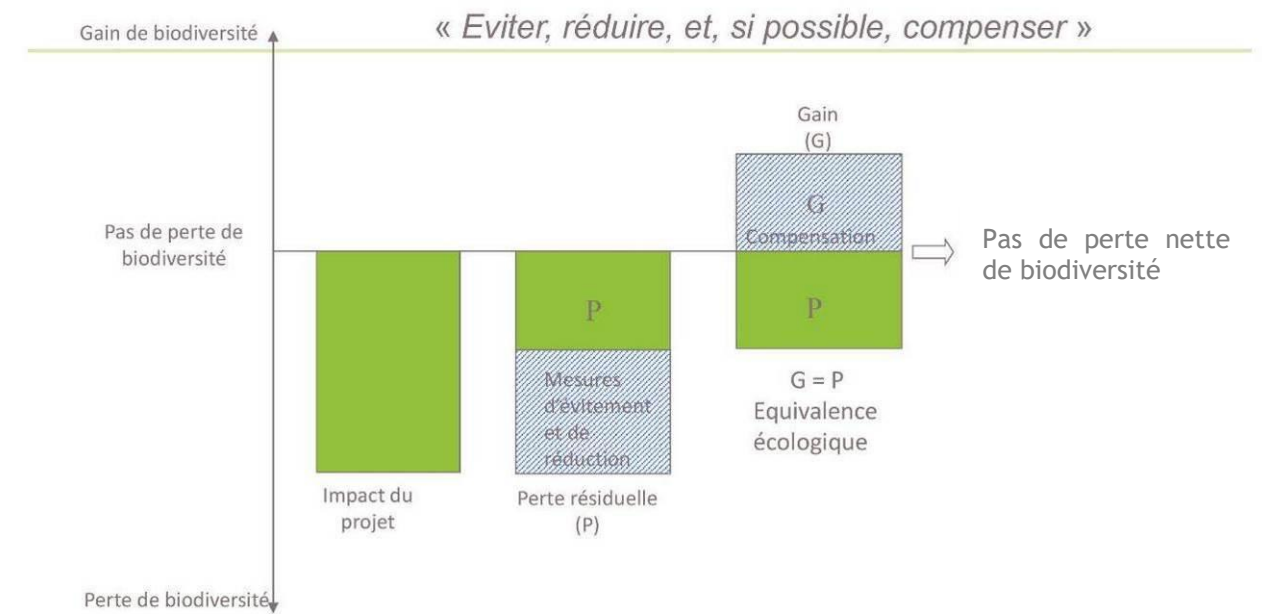 « Eviter, réduire, et, si possible, compenser »
Gain de biodiversité
Gain
(G)
G
Compensation
Pas de perte de
biodiversité
Pas de perte nette
de biodiversité
P
P
Mesures
d'évitement
et de
réduction
G = P
Equivalence
écologique
Impact du
projet
Perte résiduelle
(P)
Perte de biodiversité